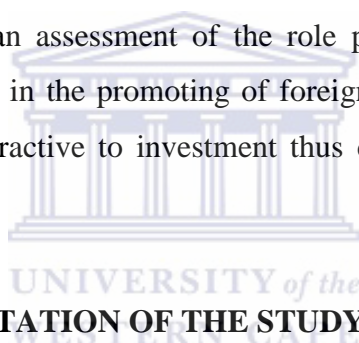 an assessment of the role p
in the promoting of foreign
ractive to investment thus
UNIVERSITY of the
TATION OF THE STUDY
WESTERN CAPE